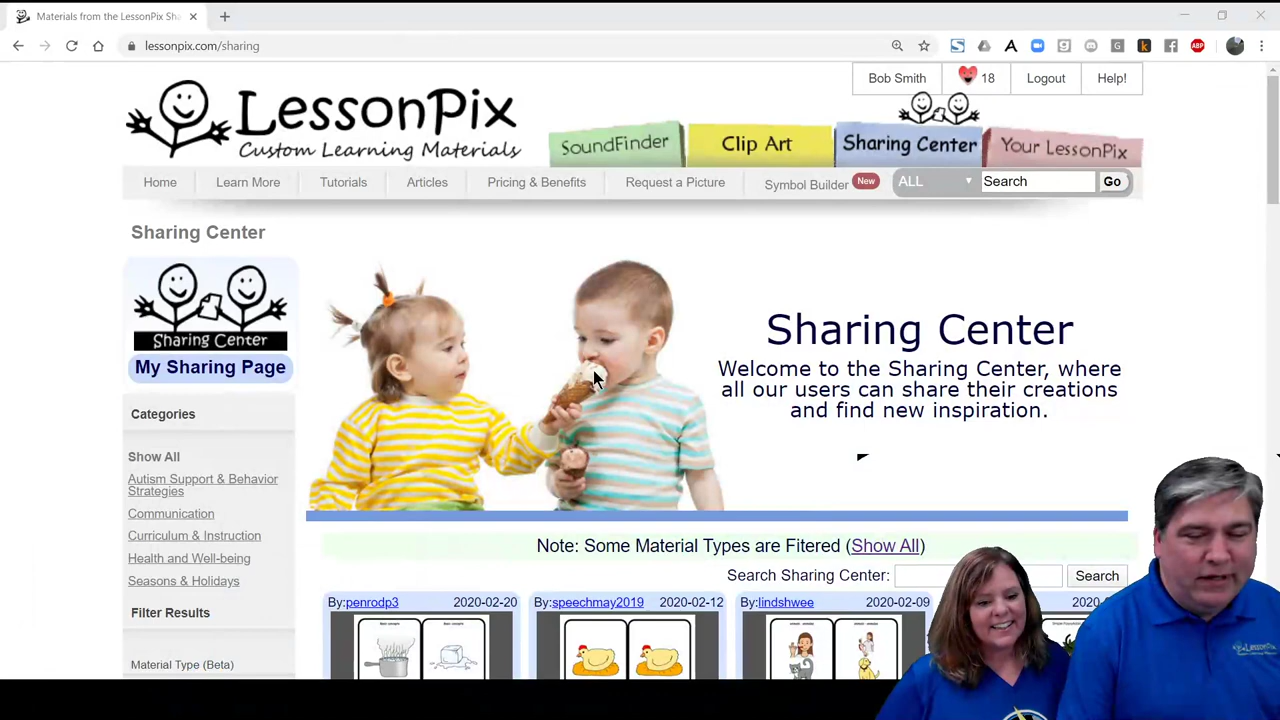 Materials from the LessonPix Sha
lessonpix.com/sharing
ABP
Bob Smith
18
Logout
Help!
LessonPix
Custom Learning Materials
SoundFinder
Clip Art
Sharing Center
Your LessonPix
Home
Learn More
Tutorials
Articles
Pricing & Benefits
Request a Picture
Symbol Builder
New
ALL
Search
Go
Sharing Center
Sharing Center
My Sharing Page
Categories
Show All
Autism Support & Behavior
Strategies
Communication
Curriculum & Instruction
Health and Well-being
Seasons & Holidays
Filter Results
Material Type (Beta)
Sharing Center
Welcome to the Sharing Center, where
all our users can share their creations
and find new inspiration.
Note: Some Material Types are Fitered (Show All)
Search Sharing Center:
Search
By:penrodp3 2020-02-20
By:speechmay2019 2020-02-12
By:lindshwee 2020-02-09
LessonPix